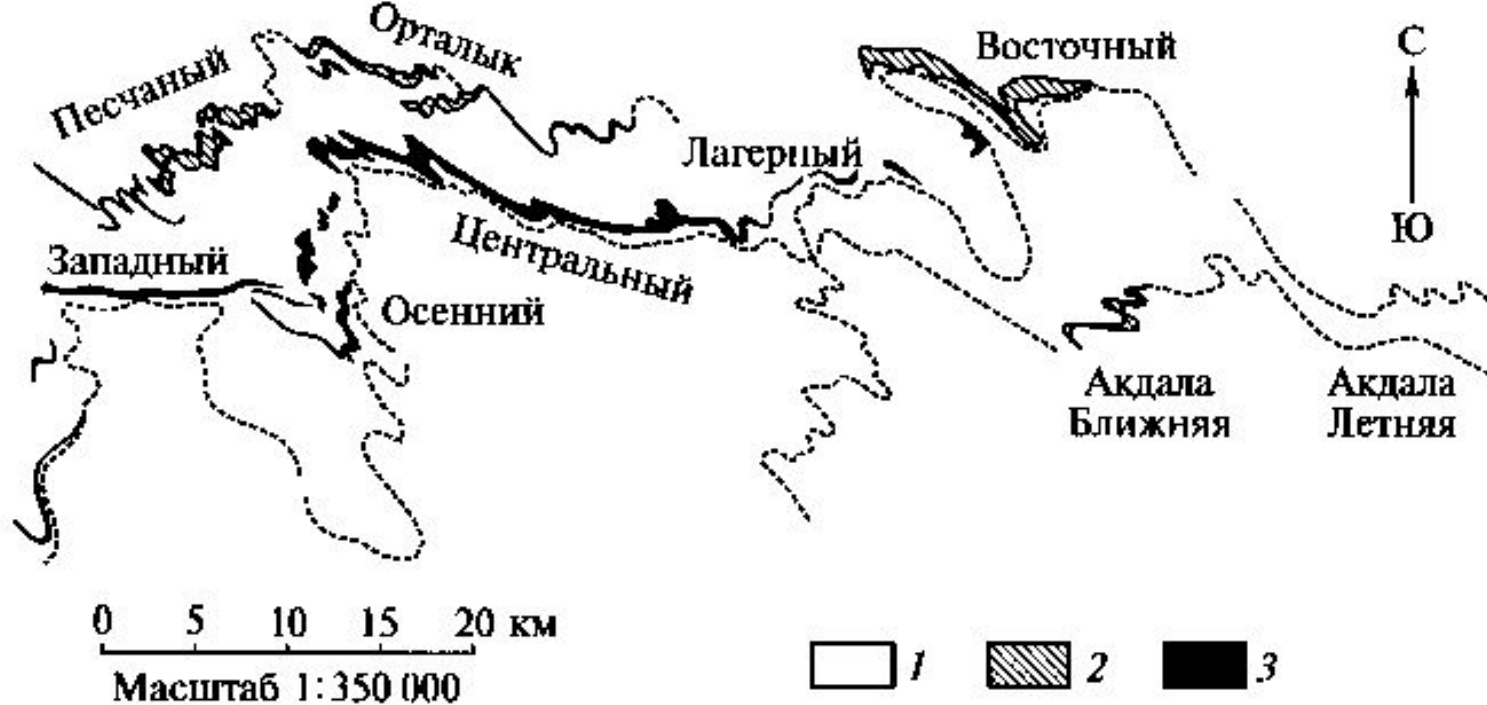 Орталык
Песчаный
Восточный
С
Ю
Лагерный
Центральный
Западный
Осенний
Акдала
Ближняя
Акдала
Летняя
0 5 10 15 20 км
Масштаб 1:350 000
1 2 3